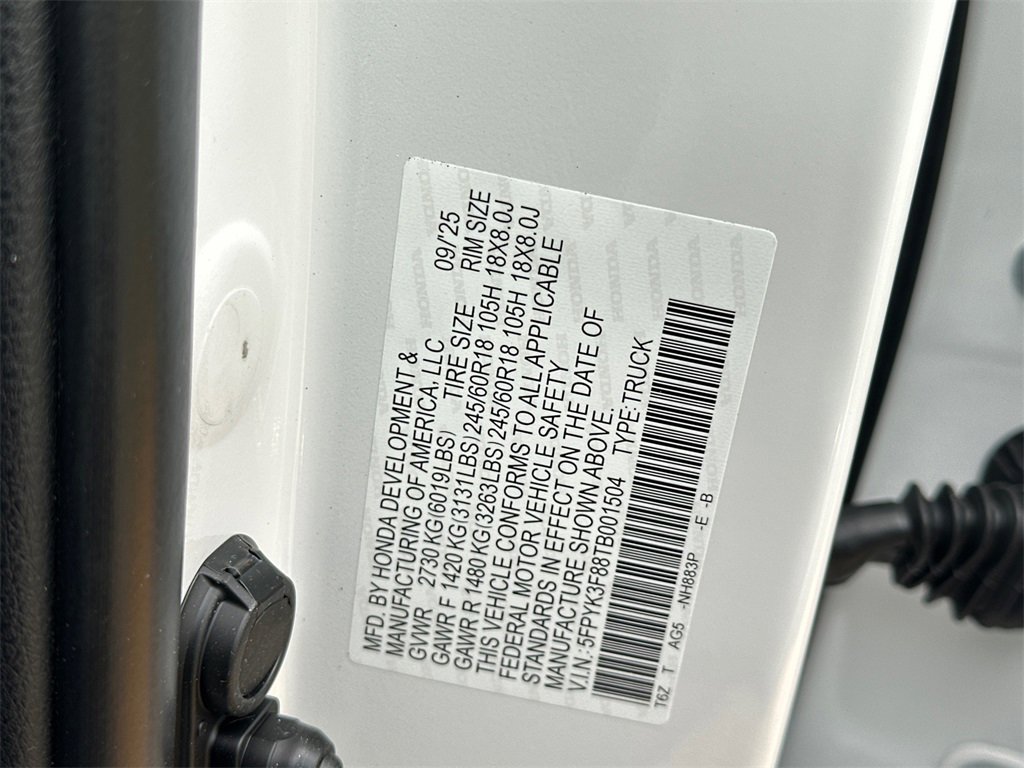 MFD. BY HONDA DEVELOPMENT &
MANUFACTURING OF AMERICA, LLC 09/'25
GVWR 2730 KG(6019LBS) TIRE SIZE RIM SIZE
GAWR F 1420 KG(3131LBS) 245/60R18 105H 18X8.0J
GAWR R 1480 KG(3263LBS) 245/60R18 105H 18X8.0J
THIS VEHICLE CONFORMS TO ALL APPLICABLE
FEDERAL MOTOR VEHICLE SAFETY
STANDARDS IN EFFECT ON THE DATE OF
MANUFACTURE SHOWN ABOVE.
V.I.N.:5FPYK3F88TB001504 TYPE:TRUCK
T6Z T AG5 -NH883P -E -B
HONDA